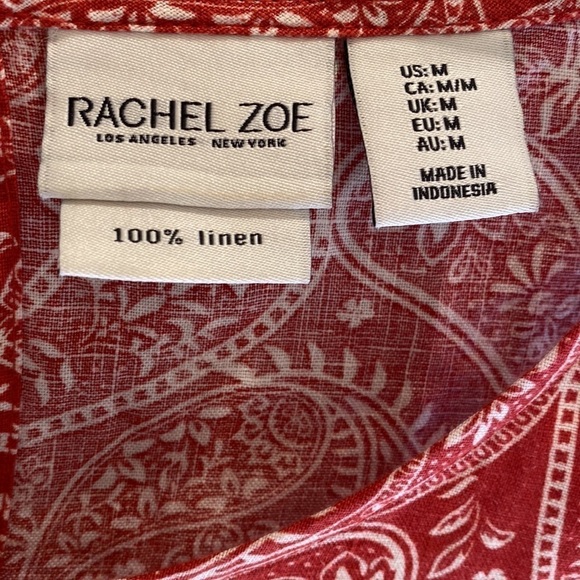 RACHEL ZOE
LOS ANGELES NEW YORK
100% linen
US: M
CA: M/M
UK: M
EU: M
AU: M
MADE IN
INDONESIA